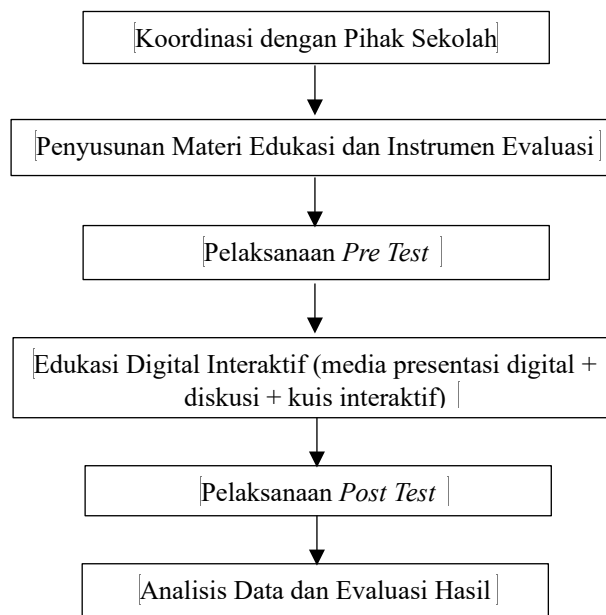 Koordinasi dengan Pihak Sekolah
Penyusunan Materi Edukasi dan Instrumen Evaluasi
Pelaksanaan Pre Test
Edukasi Digital Interaktif (media presentasi digital +
diskusi + kuis interaktif)
Pelaksanaan Post Test
Analisis Data dan Evaluasi Hasil